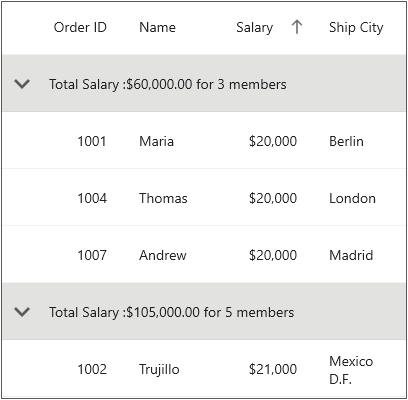 Order ID Name Salary Ship City
Total Salary :$60,000.00 for 3 members
1001 Maria $20,000 Berlin
1004 Thomas $20,000 London
1007 Andrew $20,000 Madrid
Total Salary :$105,000.00 for 5 members
1002 Trujillo $21,000 Mexico
D.F.